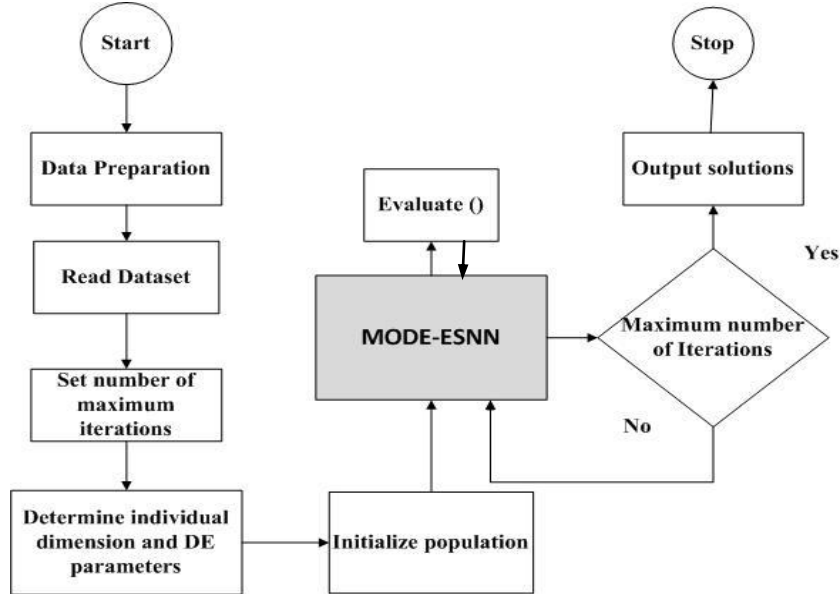 Start
Data Preparation
Read Dataset
Set number of
maximum
iterations
Determine individual
dimension and DE
parameters
Initialize population
MODE-ESNN
Evaluate ()
Maximum number
of Iterations
No
Yes
Output solutions
Stop